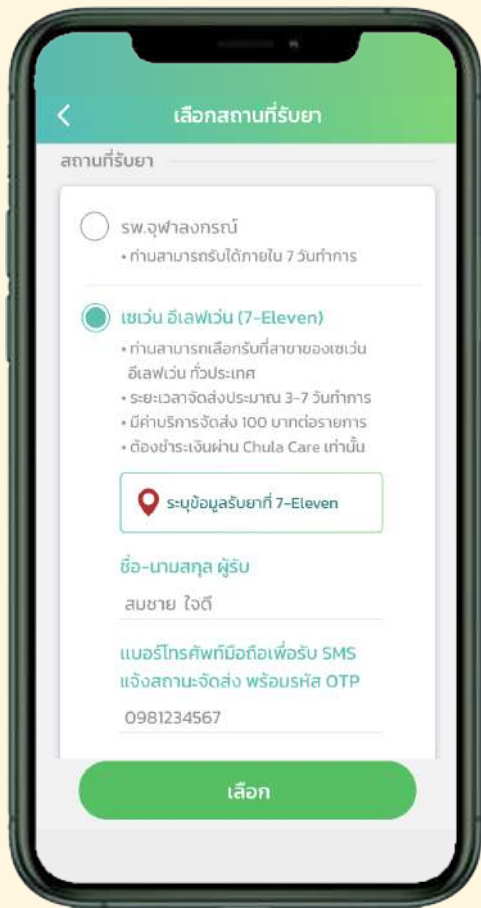 เลือกสถานที่รับยา
สถานที่รับยา
รพ.จุฬาลงกรณ์
• ท่านสามารถรับได้ภายใน 7 วันทำการ
เซเว่น อีเลฟเว่น (7-Eleven)
• ท่านสามารถเลือกรับที่สาขาของเซเว่น
อีเลฟเว่น ทั่วประเทศ
• ระยะเวลาจัดส่งประมาณ 3-7 วันทำการ
• มีค่าบริการจัดส่ง 100 บาทต่อรายการ
• ต้องชำระเงินผ่าน Chula Care เท่านั้น
ระบุข้อมูลรับยาที่ 7-Eleven
ชื่อ-นามสกุล ผู้รับ
สมชาย ใจดี
เบอร์โทรศัพท์มือถือเพื่อรับ SMS
แจ้งสถานะจัดส่ง พร้อมรหัส OTP
0981234567
เลือก